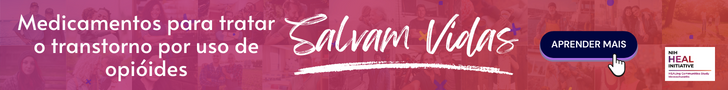 Medicamentos para tratar
o transtorno por uso de
opióides
Salvam Vidas
APRENDER MAIS
NIH
HEAL
INITIATIVE